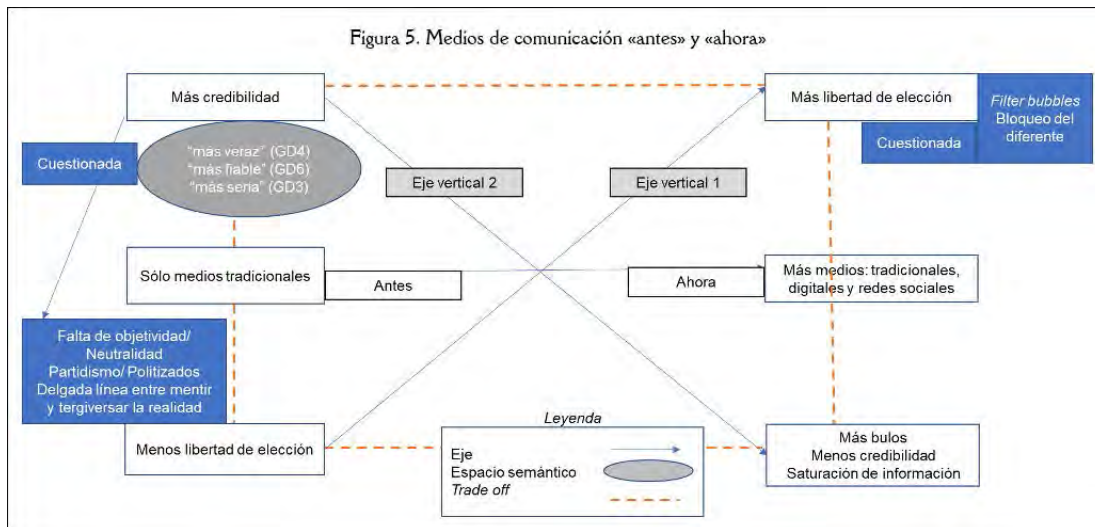 Figura 5. Medios de comunicación «antes» y «ahora»
Más credibilidad
Más libertad de elección
Filter bubbles
Bloqueo del
diferente
Cuestionada
"más veraz" (GD4)
"más fiable" (GD6)
"más seria" (GD3)
Cuestionada
Eje vertical 2
Eje vertical 1
Sólo medios tradicionales
Antes
Ahora
Más medios: tradicionales,
digitales y redes sociales
Falta de objetividad/
Neutralidad
Partidismo/ Politizados
Delgada línea entre mentir
y tergiversar la realidad
Menos libertad de elección
Leyenda
Eje
Espacio semántico
Trade off
Más bulos
Menos credibilidad
Saturación de información